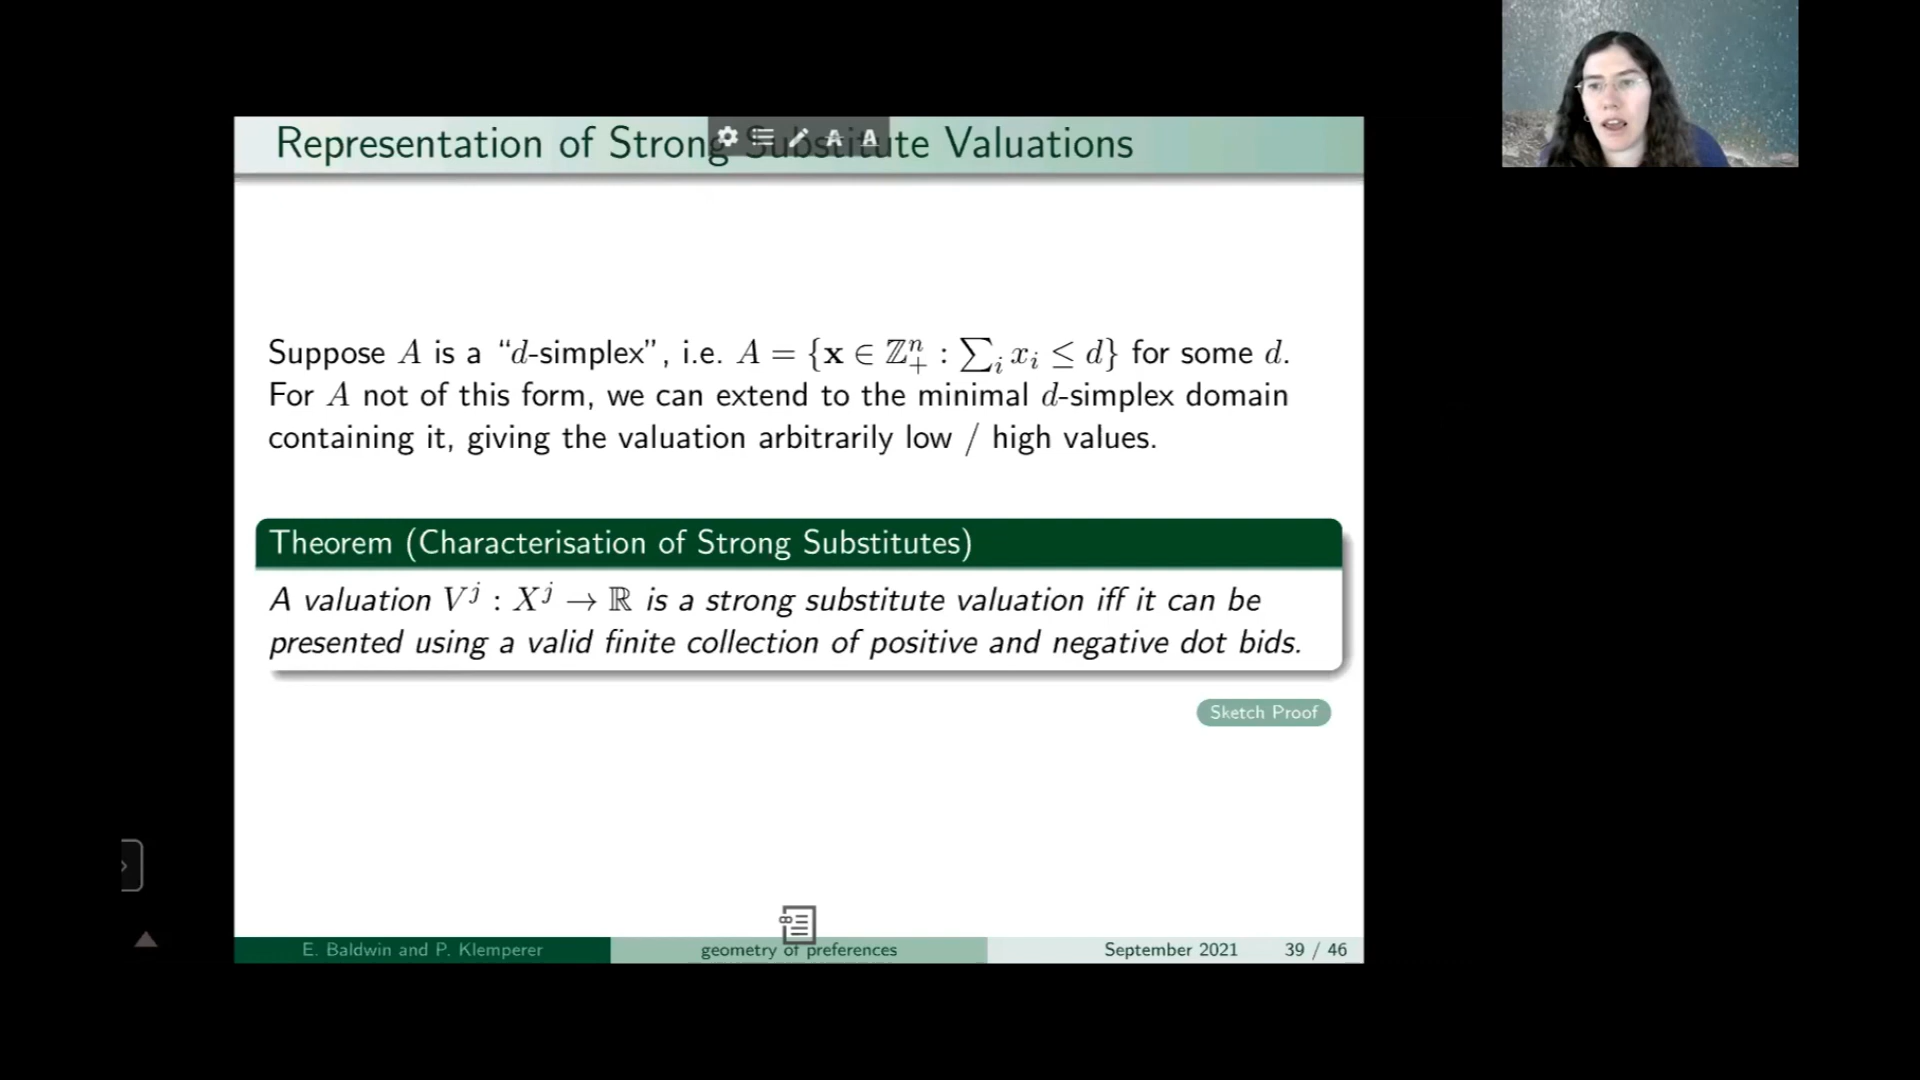 Representation of Strong Substitute Valuations
Suppose A is a “d-simplex”, i.e. A = {x ∈ ℤ₊ⁿ : ∑ᵢ xᵢ ≤ d} for some d.
For A not of this form, we can extend to the minimal d-simplex domain
containing it, giving the valuation arbitrarily low / high values.
Theorem (Characterisation of Strong Substitutes)
A valuation Vʲ : Xʲ → ℝ is a strong substitute valuation iff it can be
presented using a valid finite collection of positive and negative dot bids.
Sketch Proof
E. Baldwin and P. Klemperer
geometry of preferences
September 2021
39 / 46